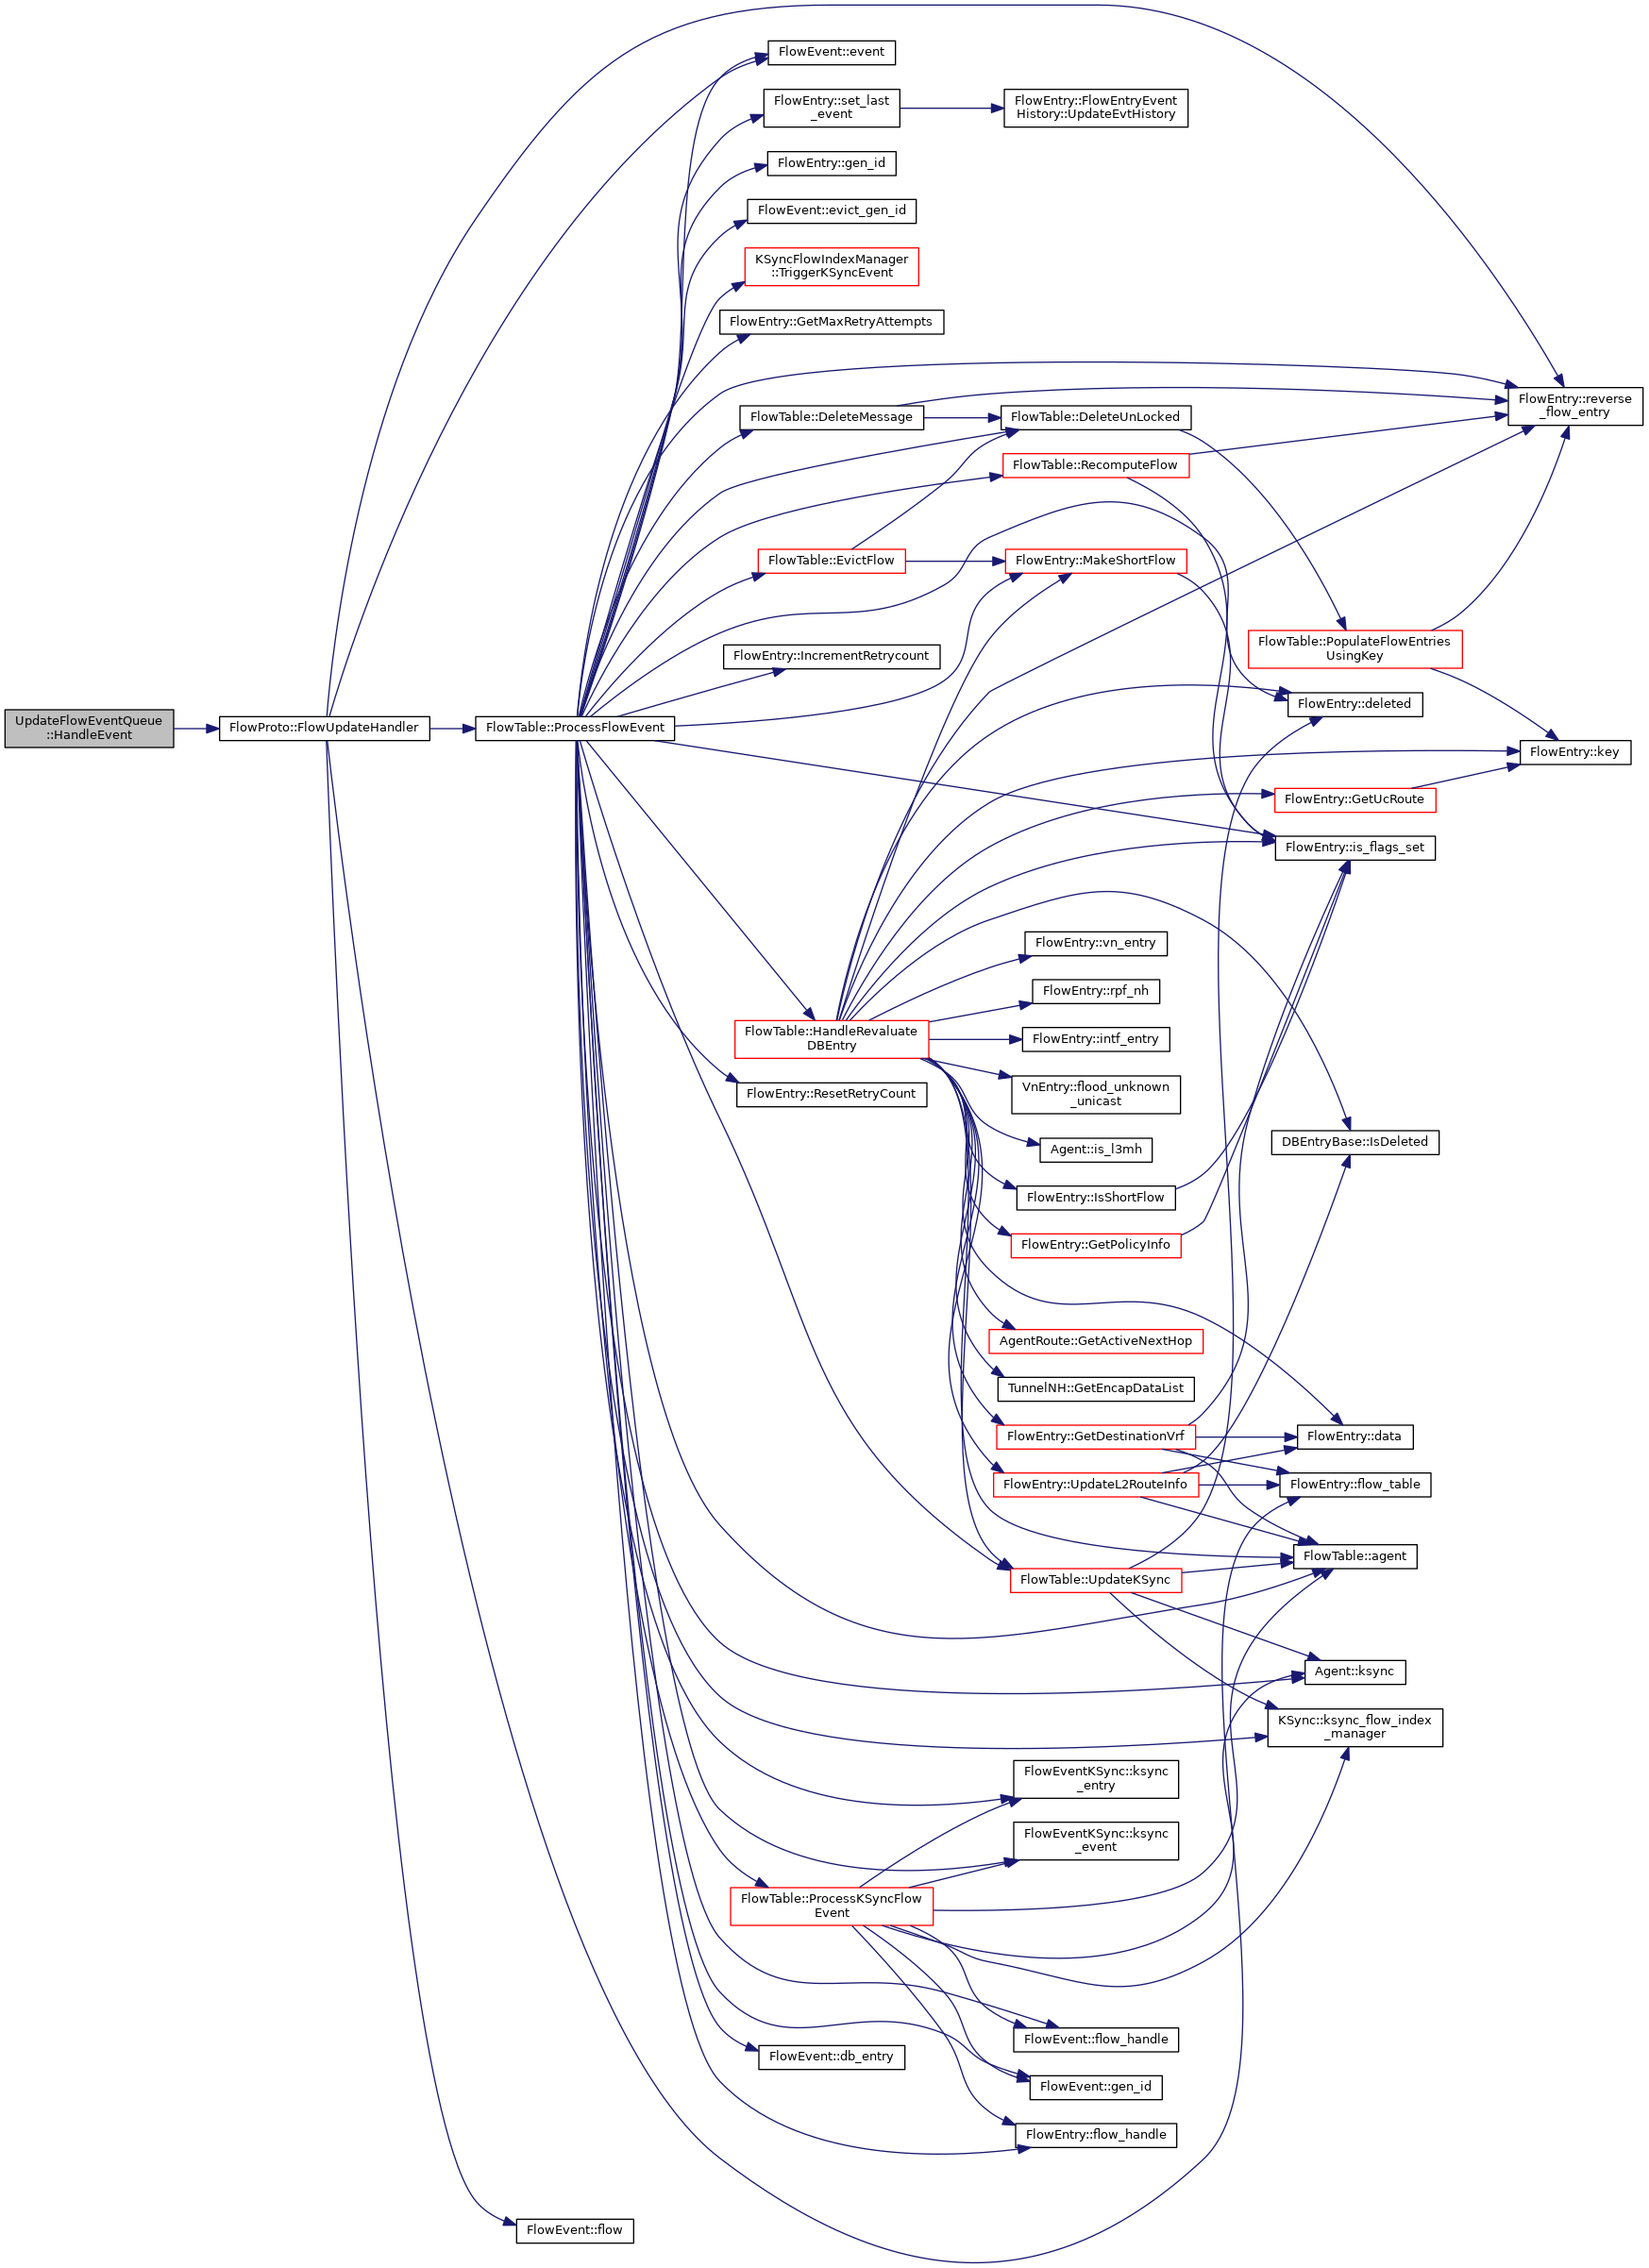 FlowEvent::event
FlowEntry::set_last
_event
FlowEntry::FlowEntryEvent
History::UpdateEvtHistory
FlowEntry::gen_id
FlowEvent::evict_gen_id
KSyncFlowIndexManager
::TriggerKSyncEvent
FlowEntry::GetMaxRetryAttempts
FlowEntry::reverse
_flow_entry
FlowTable::DeleteMessage
FlowTable::DeleteUnLocked
FlowTable::RecomputeFlow
FlowTable::EvictFlow
FlowEntry::MakeShortFlow
FlowTable::PopulateFlowEntries
UsingKey
FlowEntry::IncrementRetrycount
FlowEntry::deleted
UpdateFlowEventQueue
::HandleEvent
FlowProto::FlowUpdateHandler
FlowTable::ProcessFlowEvent
FlowEntry::key
FlowEntry::GetUcRoute
FlowEntry::is_flags_set
FlowEntry::vn_entry
FlowEntry::rpf_nh
FlowTable::HandleRevaluate
DBEntry
FlowEntry::intf_entry
FlowEntry::ResetRetryCount
VnEntry::flood_unknown
_unicast
Agent::is_l3mh
DBEntryBase::IsDeleted
FlowEntry::IsShortFlow
FlowEntry::GetPolicyInfo
AgentRoute::GetActiveNextHop
TunnelNH::GetEncapDataList
FlowEntry::GetDestinationVrf
FlowEntry::data
FlowEntry::UpdateL2RouteInfo
FlowEntry::flow_table
FlowTable::agent
FlowTable::UpdateKSync
Agent::ksync
KSync::ksync_flow_index
_manager
FlowEventKSync::ksync
_entry
FlowEventKSync::ksync
_event
FlowTable::ProcessKSyncFlow
Event
FlowEvent::flow_handle
FlowEvent::db_entry
FlowEvent::gen_id
FlowEntry::flow_handle
FlowEvent::flow